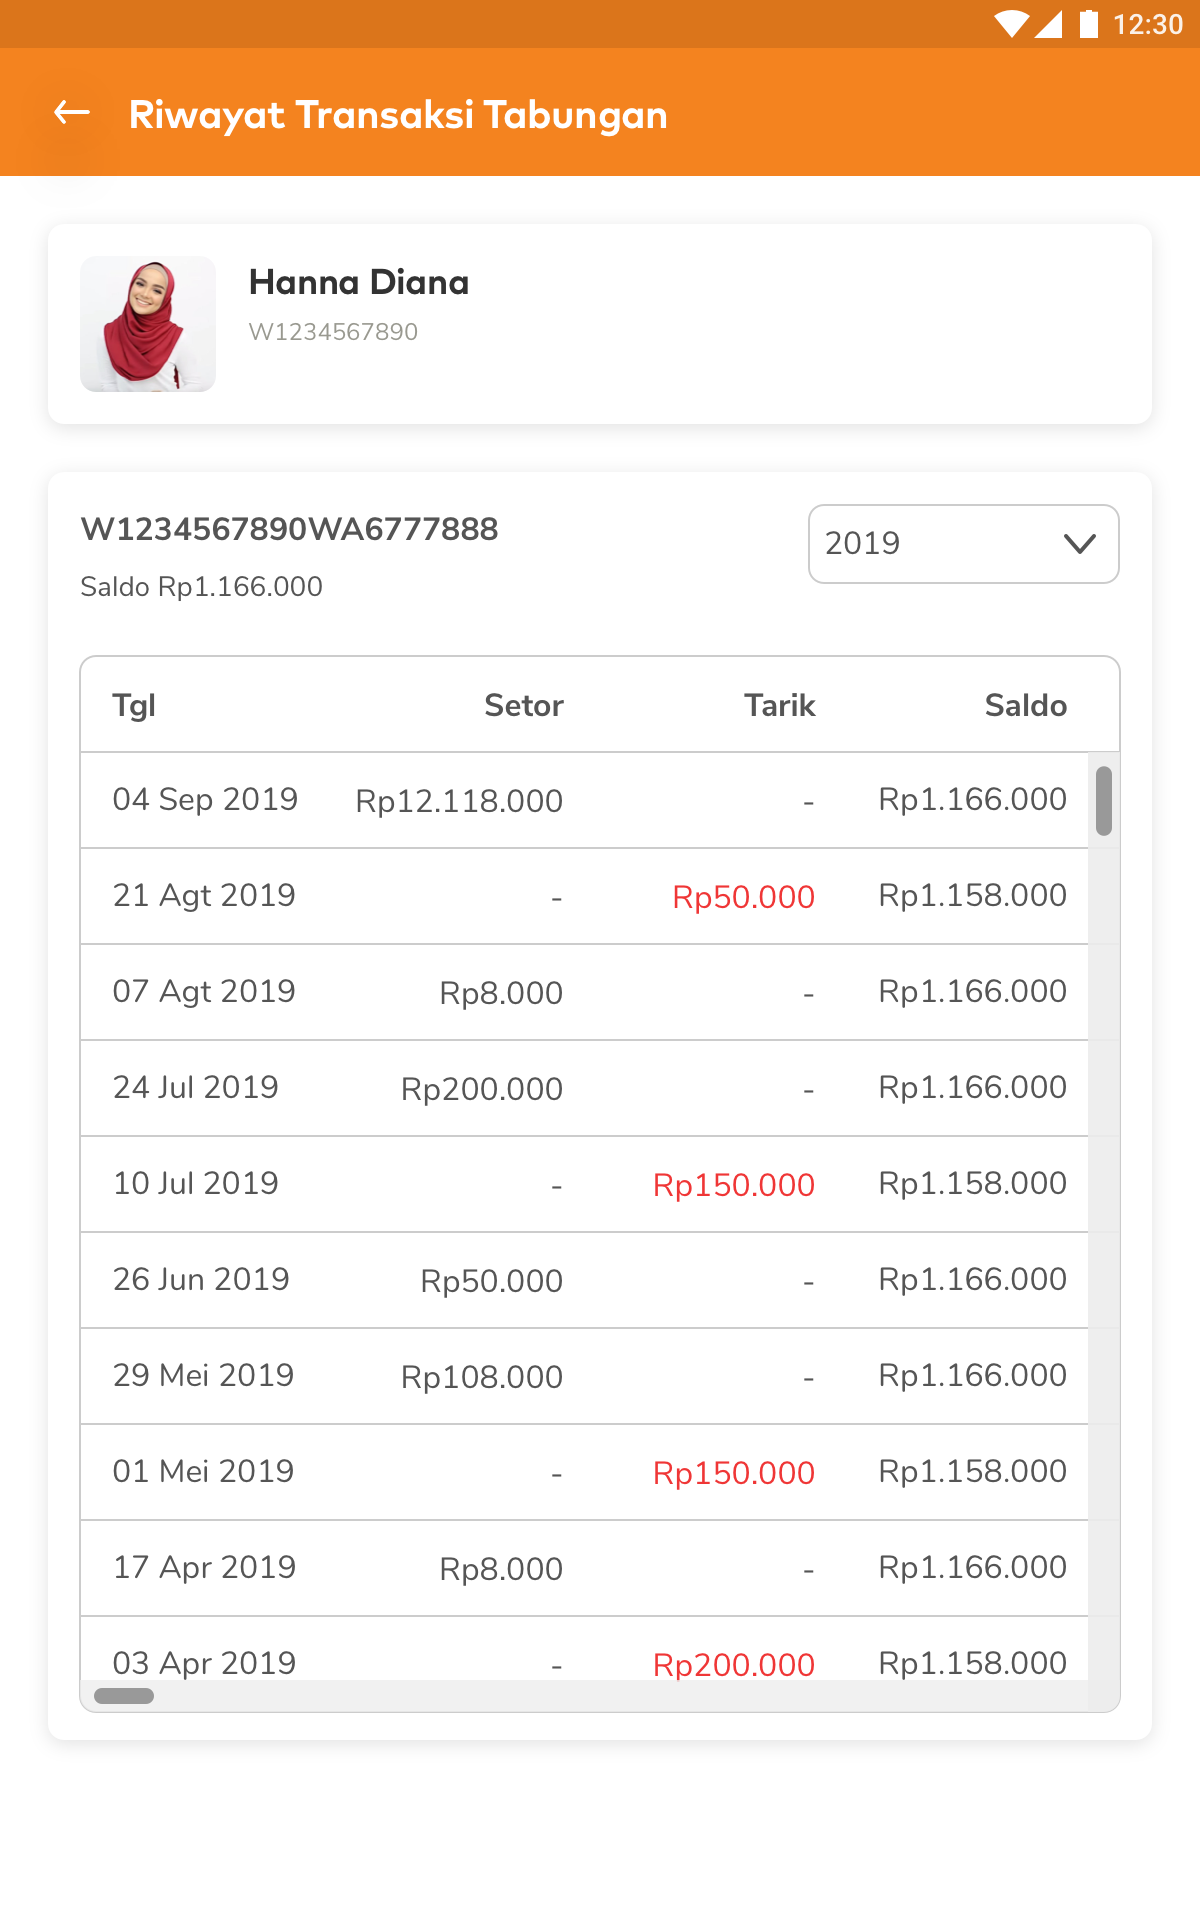 12:30
Riwayat Transaksi Tabungan
Hanna Diana
W1234567890
W1234567890WA6777888
2019
Saldo Rp1.166.000
Tgl Setor Tarik Saldo
04 Sep 2019 Rp12.118.000 - Rp1.166.000
21 Agt 2019 - Rp50.000 Rp1.158.000
07 Agt 2019 Rp8.000 - Rp1.166.000
24 Jul 2019 Rp200.000 - Rp1.166.000
10 Jul 2019 - Rp150.000 Rp1.158.000
26 Jun 2019 Rp50.000 - Rp1.166.000
29 Mei 2019 Rp108.000 - Rp1.166.000
01 Mei 2019 - Rp150.000 Rp1.158.000
17 Apr 2019 Rp8.000 - Rp1.166.000
03 Apr 2019 - Rp200.000 Rp1.158.000